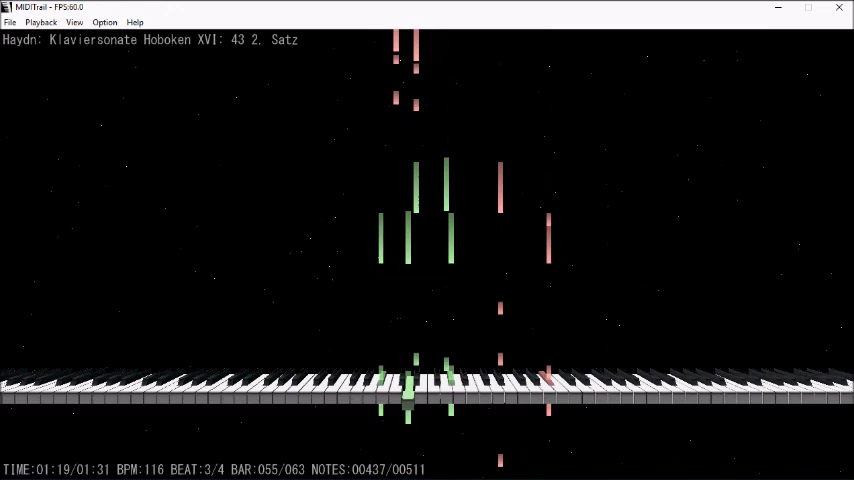 MIDITrail - FPS:60.0
File Playback View Option Help
Haydn: Klaviersonate Hoboken XVI: 43 2. Satz
TIME:01:19/01:31 BPM:116 BEAT:3/4 BAR:055/063 NOTES:00437/00511